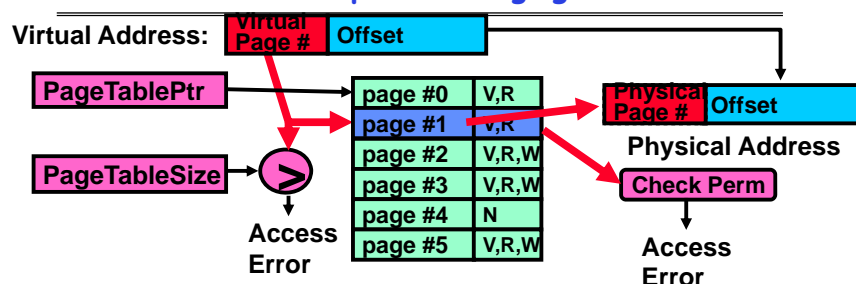 Virtual Address:
Virtual
Page #
Offset
PageTablePtr
page #0 V,R
page #1 V,R
page #2 V,R,W
page #3 V,R,W
page #4 N
page #5 V,R,W
Physical
Page #
Offset
Physical Address
PageTableSize
>
Access
Error
Check Perm
Access
Error